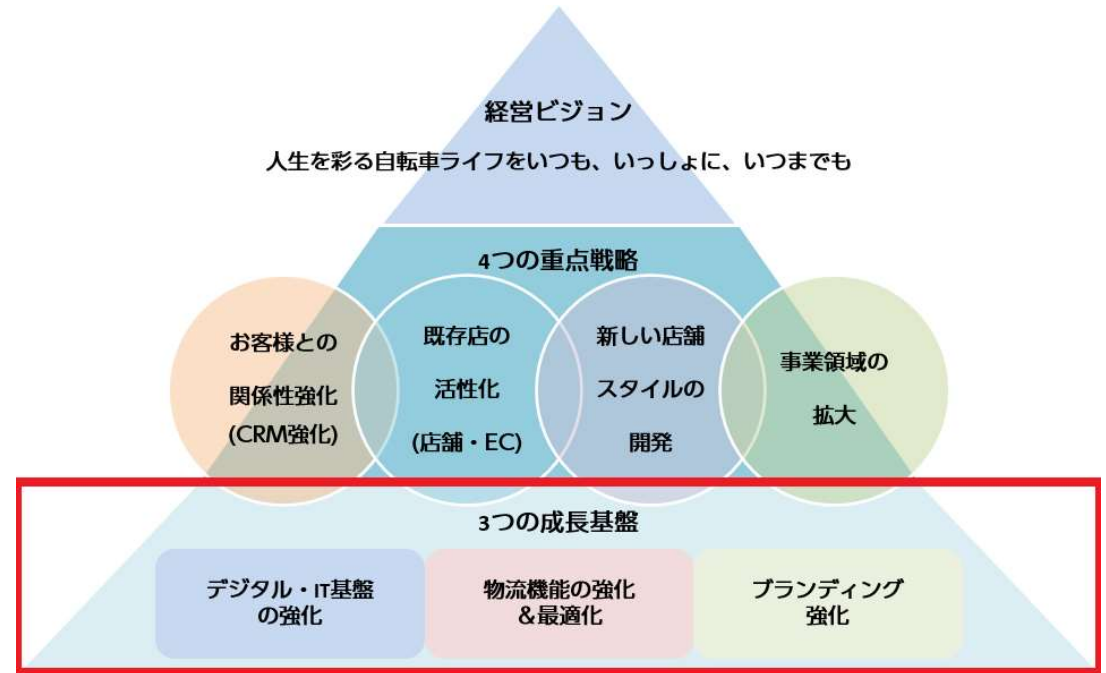 経営ビジョン
人生を彩る自転車ライフをいつも、いっしょに、いつまでも
4つの重点戦略
お客様との
関係性強化
(CRM強化)
既存店の
活性化
(店舗・EC)
新しい店舗
スタイルの
開発
事業領域の
拡大
3つの成長基盤
デジタル・IT基盤
の強化
物流機能の強化
&最適化
ブランディング
強化